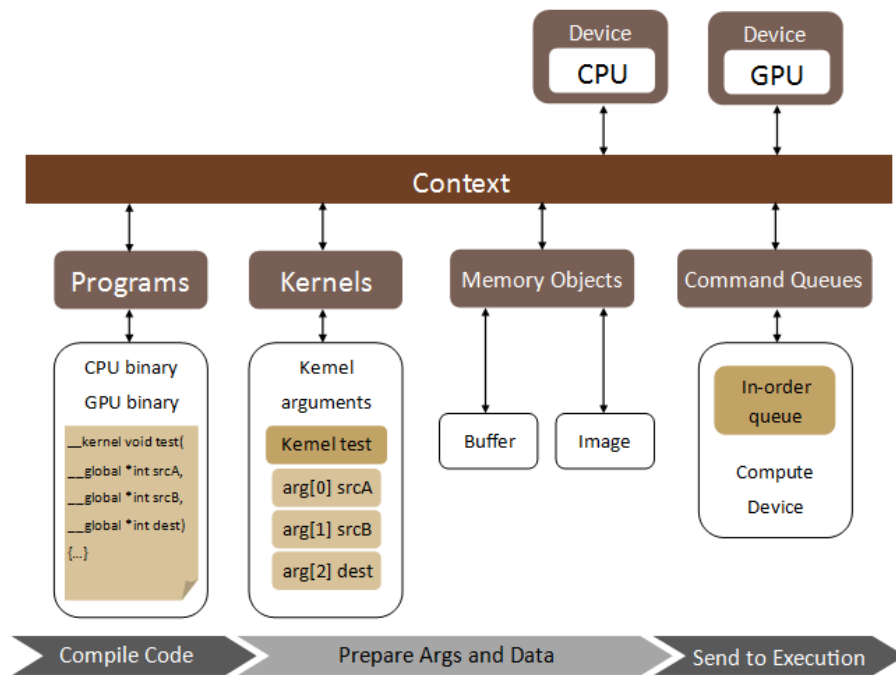 Device
CPU
Device
GPU
Context
Programs
Kernels
Memory Objects
Command Queues
CPU binary
GPU binary
__kernel void test(
__global *int srcA,
__global *int srcB,
__global *int dest)
{...}
Kernel
arguments
Kernel test
arg[0] srcA
arg[1] srcB
arg[2] dest
Buffer
Image
In-order
queue
Compute
Device
Compile Code
Prepare Args and Data
Send to Execution